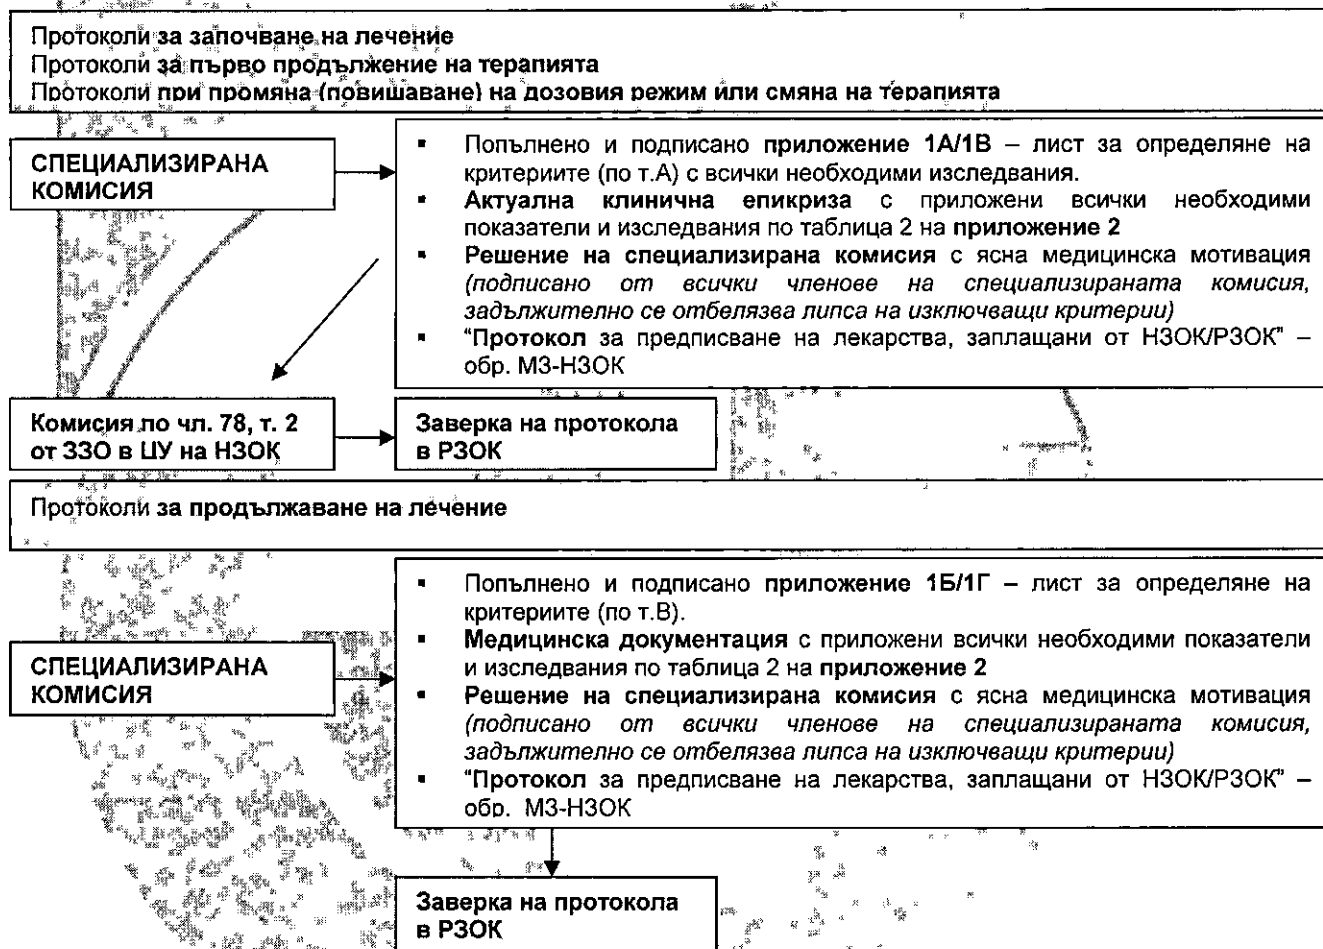 Протоколи за започване на лечение
Протоколи за първо продължение на терапията
Протоколи при промяна (повишаване) на дозовия режим или смяна на терапията
СПЕЦИАЛИЗИРАНА
КОМИСИЯ
▪ Попълнено и подписано приложение 1А/1В – лист за определяне на
критериите (по т.А) с всички необходими изследвания.
▪ Актуална клинична епикриза с приложени всички необходими
показатели и изследвания по таблица 2 на приложение 2
▪ Решение на специализирана комисия с ясна медицинска мотивация
(подписано от всички членове на специализираната комисия,
задължително се отбелязва липса на изключващи критерии)
▪ “Протокол за предписване на лекарства, заплащани от НЗОК/РЗОК” –
обр. МЗ-НЗОК
Комисия по чл. 78, т. 2
от ЗЗО в ЦУ на НЗОК
Заверка на протокола
в РЗОК
Протоколи за продължаване на лечение
СПЕЦИАЛИЗИРАНА
КОМИСИЯ
▪ Попълнено и подписано приложение 1Б/1Г – лист за определяне на
критериите (по т.В).
▪ Медицинска документация с приложени всички необходими показатели
и изследвания по таблица 2 на приложение 2
▪ Решение на специализирана комисия с ясна медицинска мотивация
(подписано от всички членове на специализираната комисия,
задължително се отбелязва липса на изключващи критерии)
▪ “Протокол за предписване на лекарства, заплащани от НЗОК/РЗОК” –
обр. МЗ-НЗОК
Заверка на протокола
в РЗОК